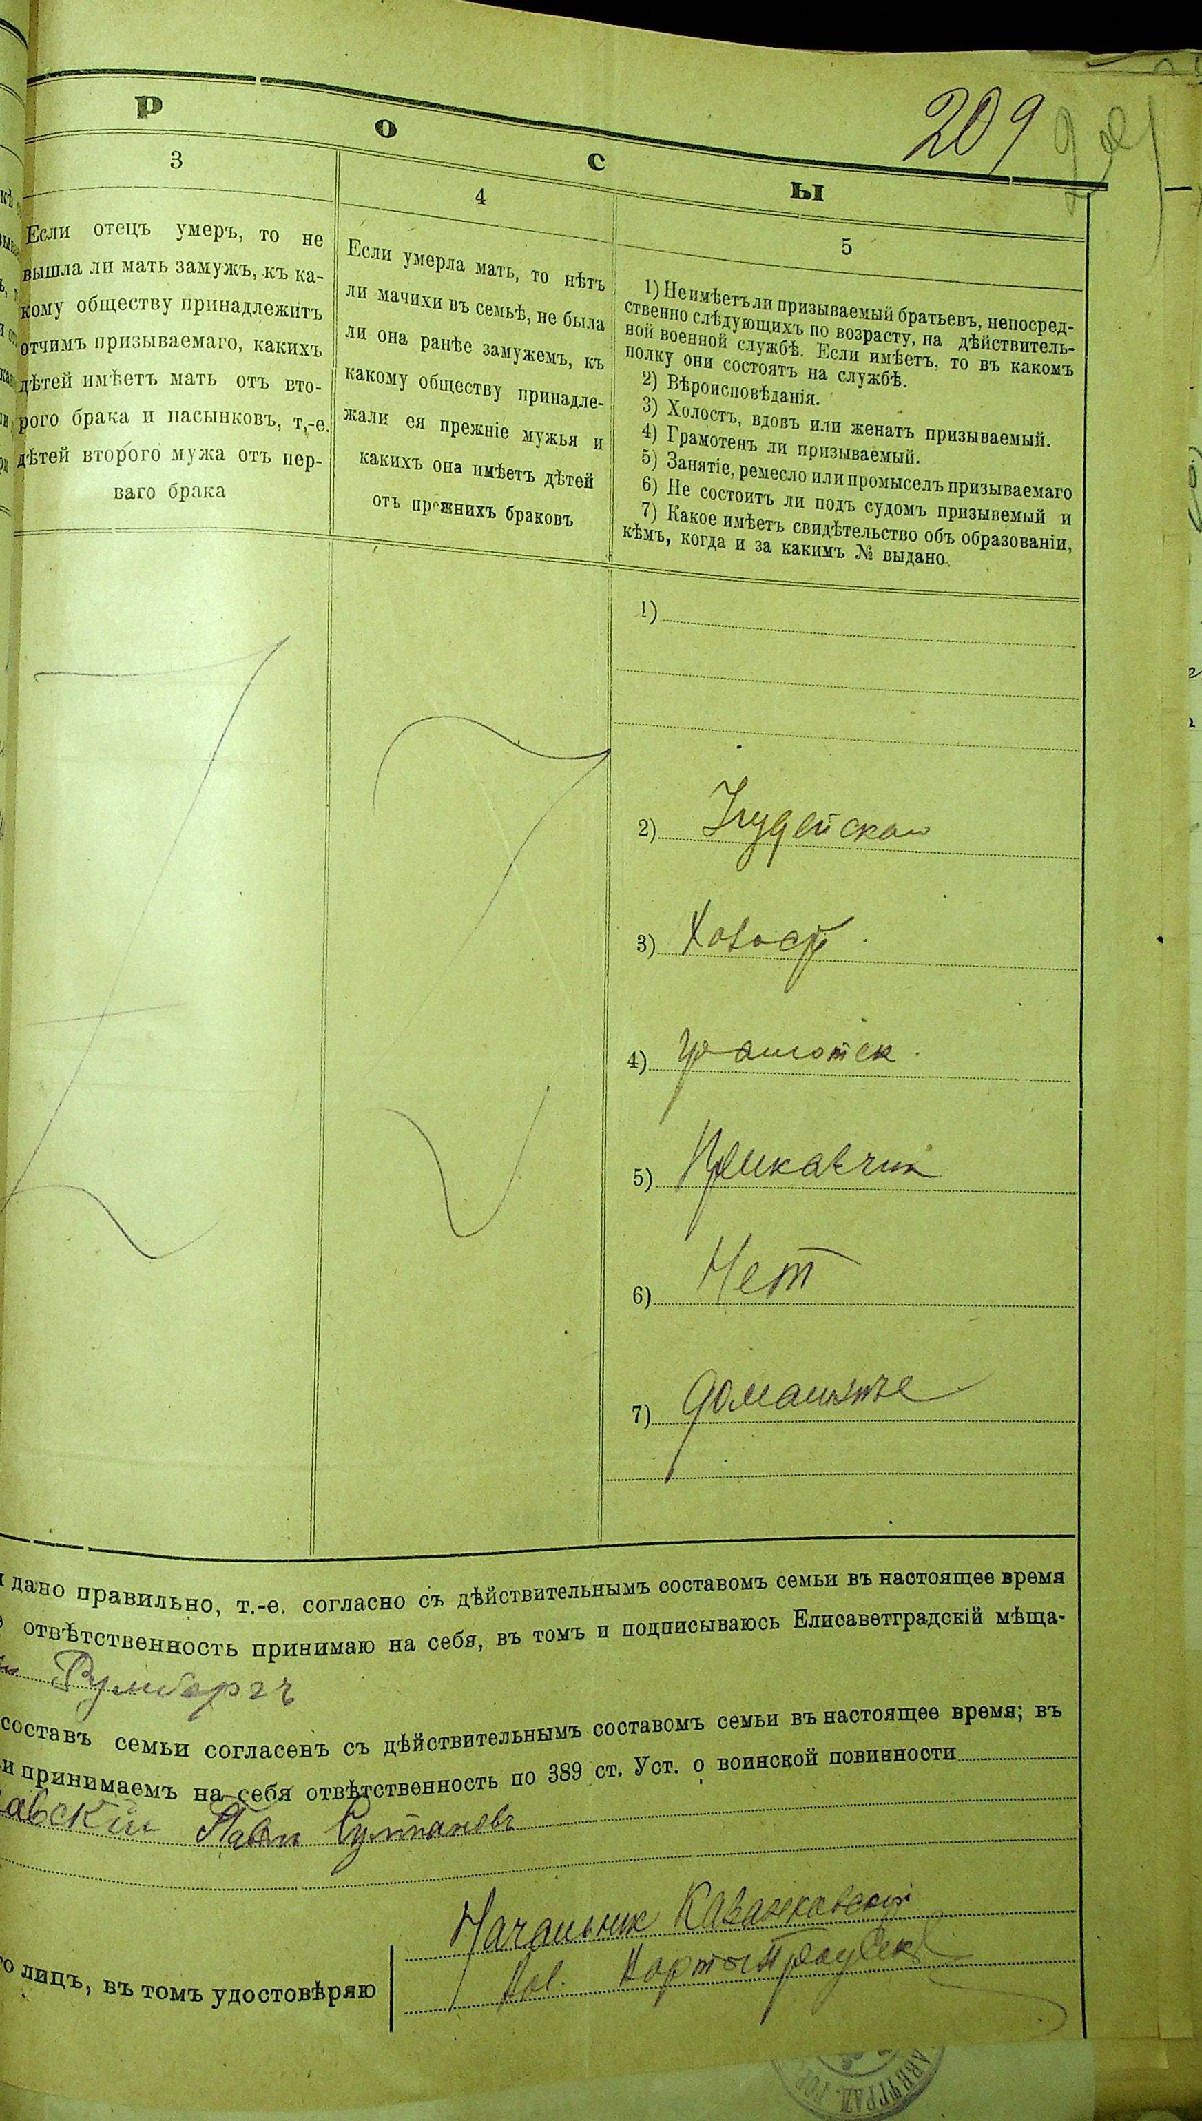 209
Р О С Ы
3
Если отецъ умеръ, то не
вышла ли мать замужъ, къ ка-
кому обществу принадлежитъ
отчимъ призываемаго, какихъ
дѣтей имѣетъ мать отъ вто-
рого брака и пасынковъ, т.-е.
дѣтей второго мужа отъ пер-
ваго брака
4
Если умерла мать, то нѣтъ
ли мачихи въ семьѣ, не была
ли она ранѣе замужемъ, къ
какому обществу принадле-
жали ея прежніе мужья и
какихъ она имѣетъ дѣтей
отъ прежнихъ браковъ
5
1) Не имѣетъ ли призываемый братьевъ, непосред-
ственно слѣдующихъ по возрасту, на дѣйствитель-
ной военной службѣ. Если имѣетъ, то въ какомъ
полку они состоятъ на службѣ.
2) Вѣроисповѣданія.
3) Холостъ, вдовъ или женатъ призываемый.
4) Грамотенъ ли призываемый.
5) Занятіе, ремесло или промыселъ призываемаго
6) Не состоитъ ли подъ судомъ призывемый и
7) Какое имѣетъ свидѣтельство объ образованіи,
кѣмъ, когда и за какимъ № выдано.
1)
2) Іудейскаго
3) Холост
4) грамотен
5) Приказчик
6) Нет
7) домашнее
дано правильно, т.-е. согласно съ дѣйствительнымъ составомъ семьи въ настоящее время
отвѣтственность принимаю на себя, въ томъ и подписываюсь Елисаветградскій мѣща-
Румбергъ
составъ семьи согласенъ съ дѣйствительнымъ составомъ семьи въ настоящее время; въ
и принимаемъ на себя отвѣтственность по 389 ст. Уст. о воинской повинности
авскій Павел Султановъ
Начальник
лицъ, въ томъ удостовѣряю